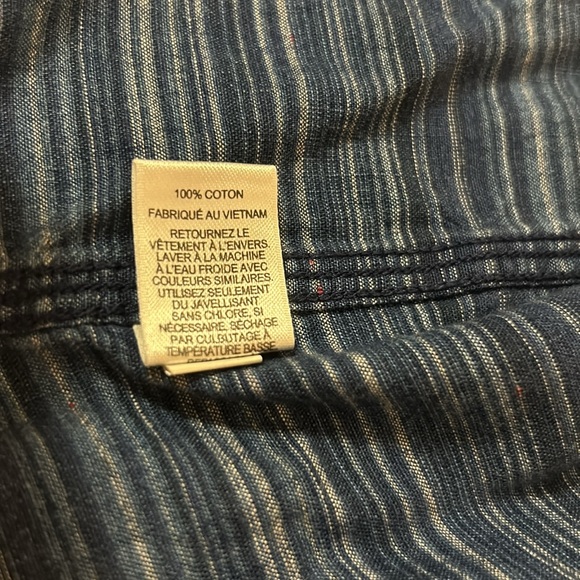 100% COTON
FABRIQUÉ AU VIETNAM
RETOURNEZ LE
VÊTEMENT À L'ENVERS.
LAVER À LA MACHINE
À L'EAU FROIDE AVEC
COULEURS SIMILAIRES.
UTILISEZ SEULEMENT
DU JAVELLISANT
SANS CHLORE, SI
NÉCESSAIRE, SÉCHAGE
PAR CULBUTAGE À
TEMPÉRATURE BASSE